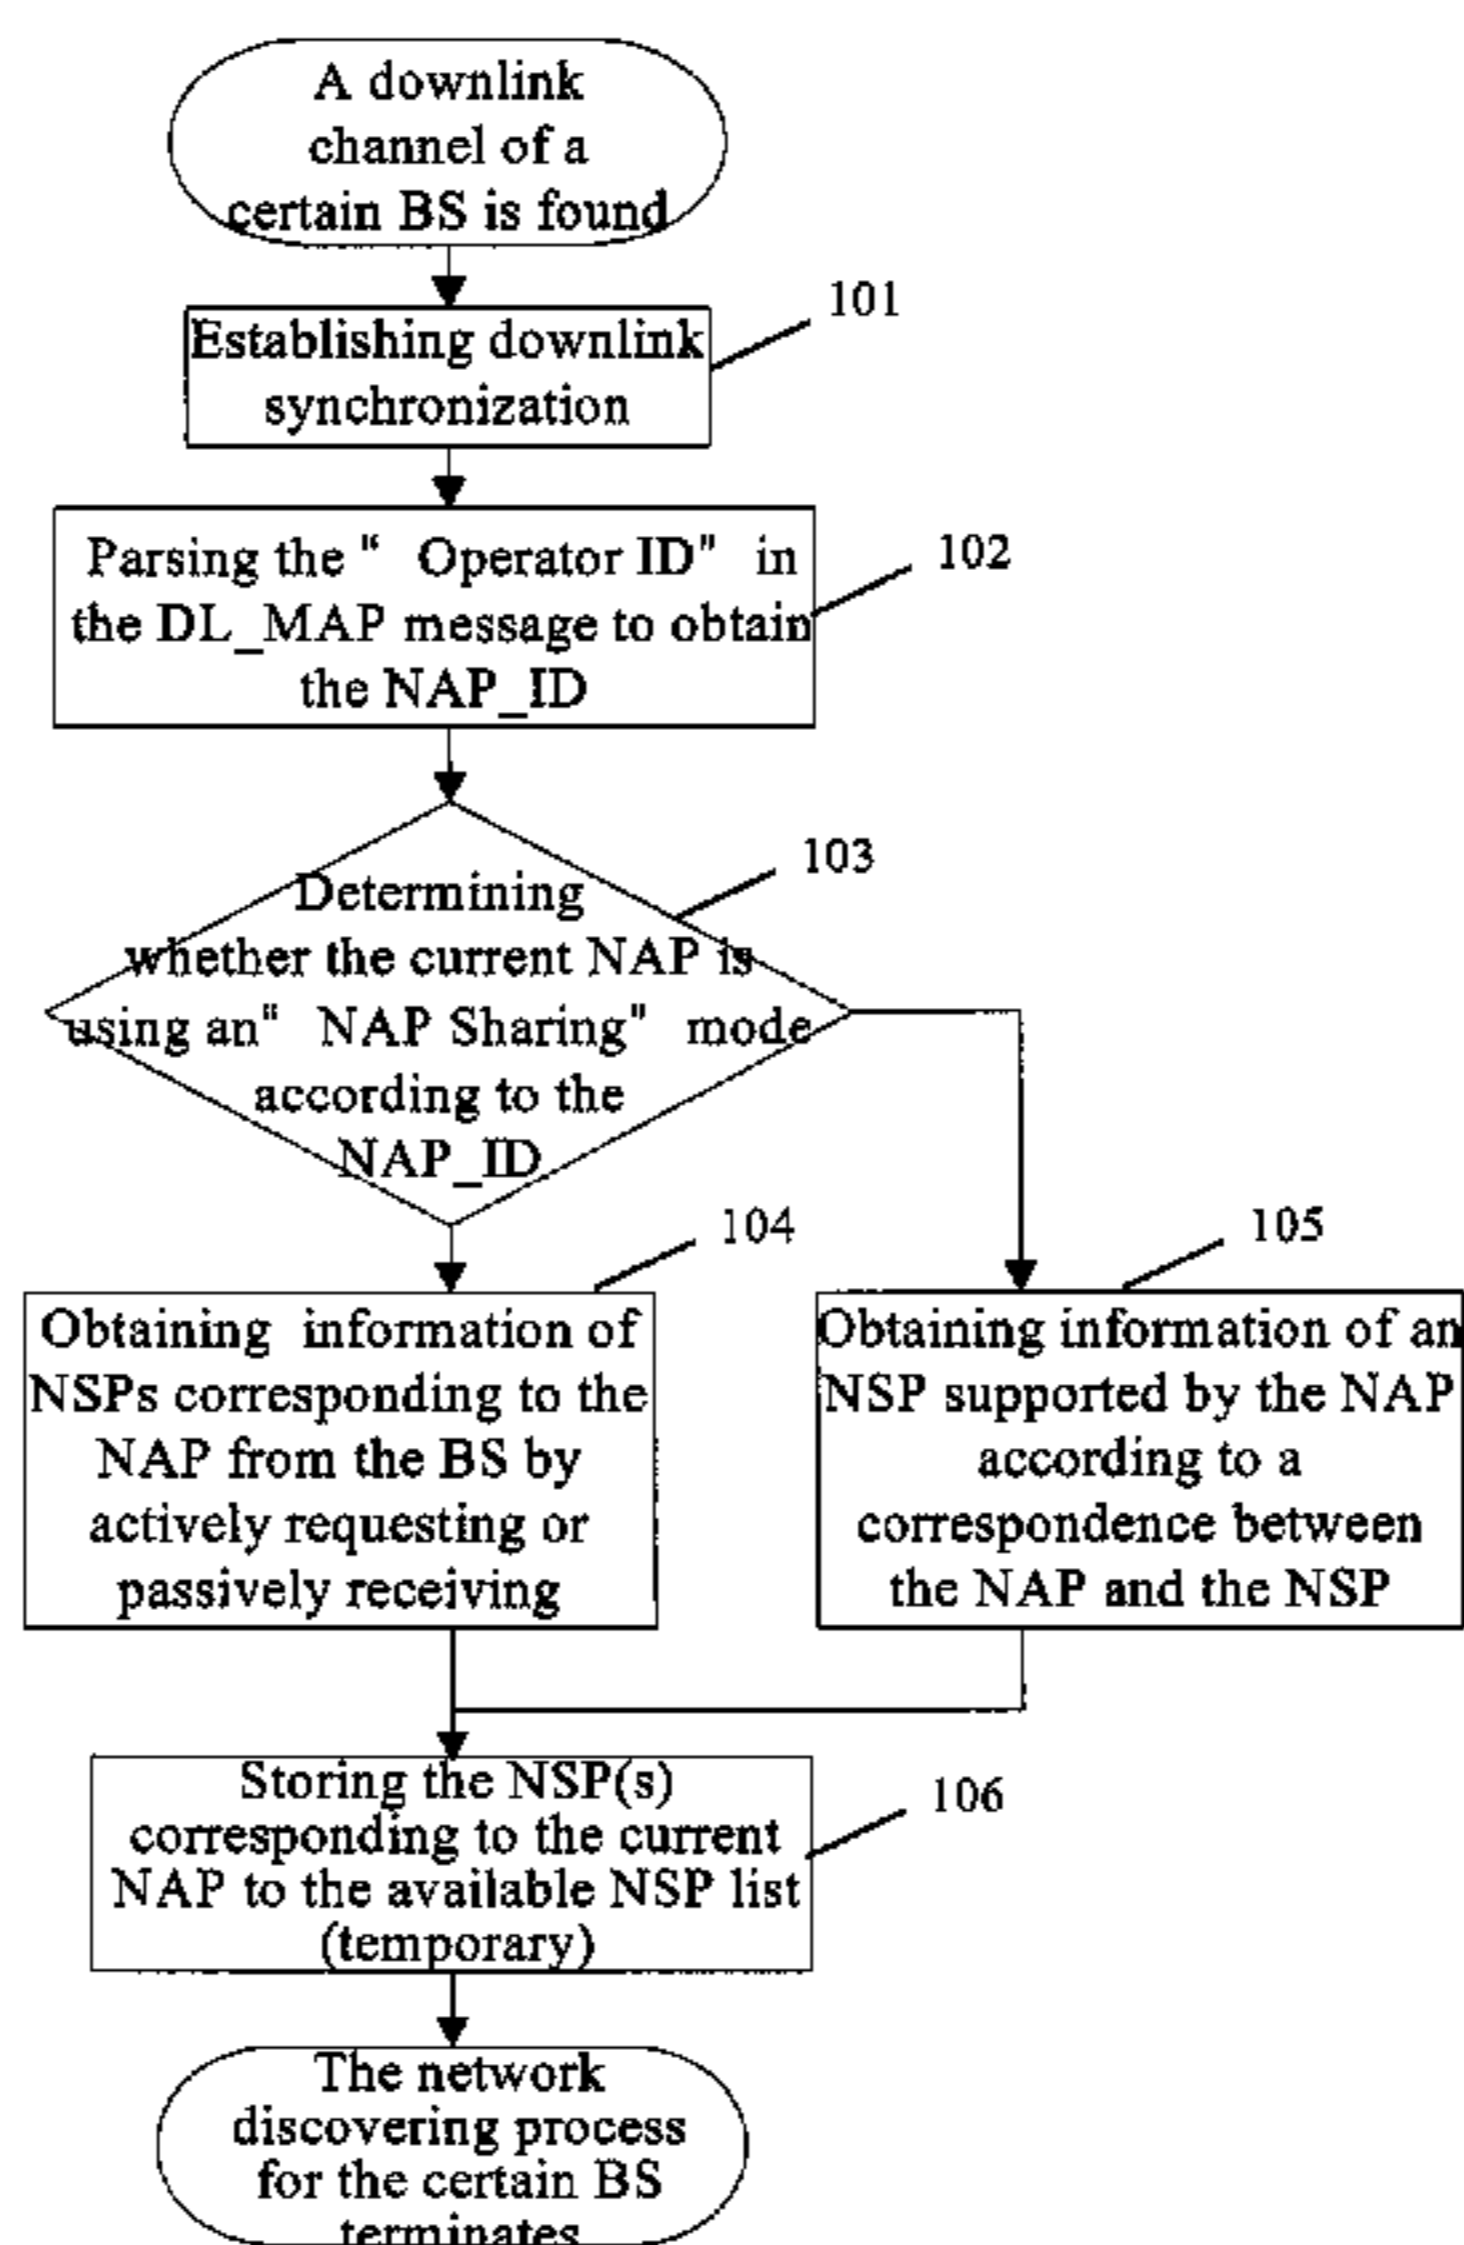 A downlink
channel of a
certain BS is found
101
Establishing downlink
synchronization
102
Parsing the “ Operator ID" in
the DL_MAP message to obtain
the NAP_ID
103
Determining
whether the current NAP is
using an" NAP Sharing" mode
according to the
NAP_ID
104
Obtaining information of
NSPs corresponding to the
NAP from the BS by
actively requesting or
passively receiving
105
Obtaining information of an
NSP supported by the NAP
according to a
correspondence between
the NAP and the NSP
106
Storing the NSP(s)
corresponding to the current
NAP to the available NSP list
(temporary)
The network
discovering process
for the certain BS
terminates